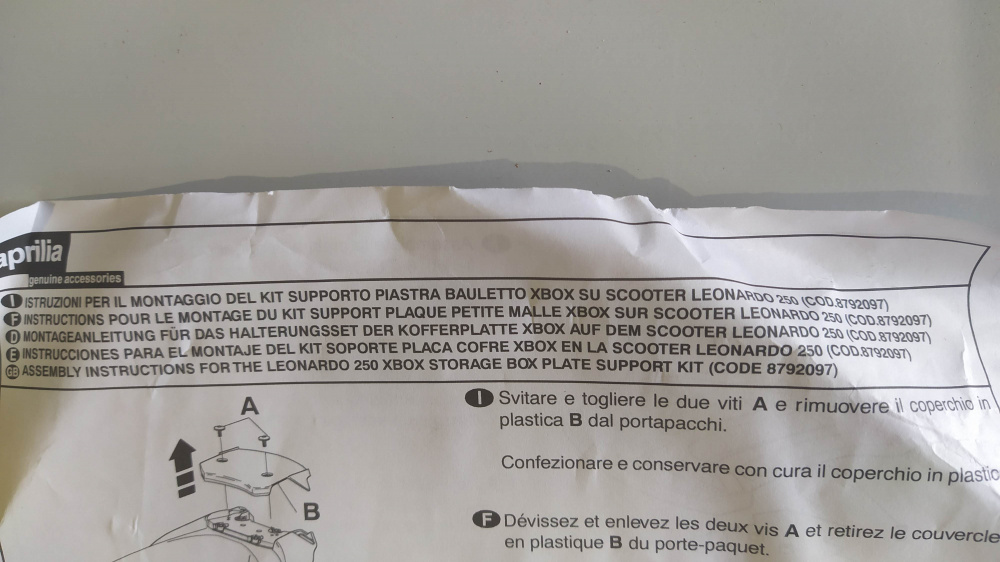 aprilia
genuine accessories
I ISTRUZIONI PER IL MONTAGGIO DEL KIT SUPPORTO PIASTRA BAULETTO XBOX SU SCOOTER LEONARDO 250 (COD.8792097)
F INSTRUCTIONS POUR LE MONTAGE DU KIT SUPPORT PLAQUE PETITE MALLE XBOX SUR SCOOTER LEONARDO 250 (COD.8792097)
D MONTAGEANLEITUNG FÜR DAS HALTERUNGSSET DER KOFFERPLATTE XBOX AUF DEM SCOOTER LEONARDO 250 (COD.8792097)
E INSTRUCCIONES PARA EL MONTAJE DEL KIT SOPORTE PLACA COFRE XBOX EN LA SCOOTER LEONARDO 250 (COD.8792097)
GB ASSEMBLY INSTRUCTIONS FOR THE LEONARDO 250 XBOX STORAGE BOX PLATE SUPPORT KIT (CODE 8792097)
A
B
I Svitare e togliere le due viti A e rimuovere il coperchio in
plastica B dal portapacchi.
Confezionare e conservare con cura il coperchio in plastic
F Dévissez et enlevez les deux vis A et retirez le couvercle
en plastique B du porte-paquet.